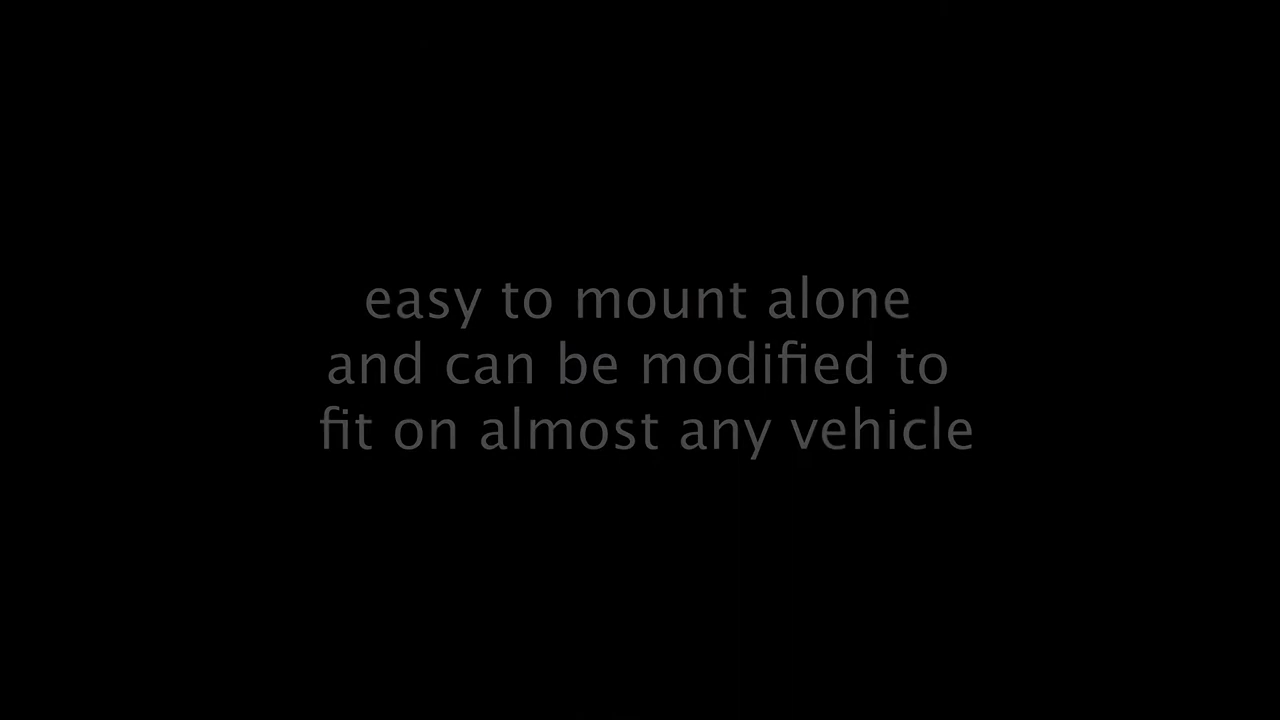 easy to mount alone
and can be modified to
fit on almost any vehicle